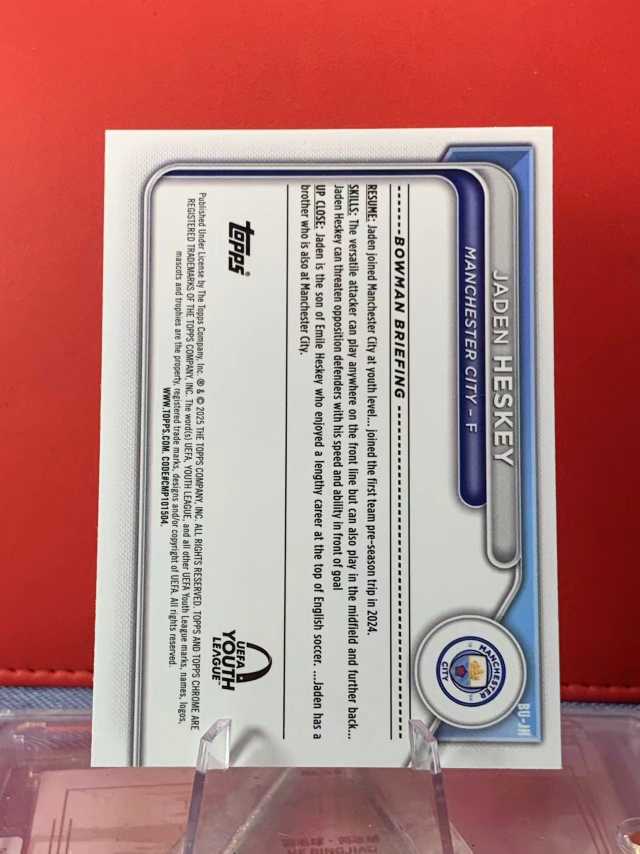 BU-JH
JADEN HESKEY
MANCHESTER CITY – F
MANCHESTER
CITY
BOWMAN BRIEFING
RESUME: Jaden joined Manchester City at youth level... joined the first team pre-season trip in 2024.
SKILLS: The versatile attacker can play anywhere on the front line but can also play in the midfield and further back...
Jaden Heskey can threaten opposition defenders with his speed and ability in front of goal
UP CLOSE: Jaden is the son of Emile Heskey who enjoyed a lengthy career at the top of English soccer. ...Jaden has a
brother who is also at Manchester City.
topps®
UEFA
YOUTH
LEAGUE™
Published Under License by The Topps Company, Inc. ® & © 2025 THE TOPPS COMPANY, INC. ALL RIGHTS RESERVED. TOPPS AND TOPPS CHROME ARE
REGISTERED TRADEMARKS OF THE TOPPS COMPANY, INC. The word(s) UEFA, YOUTH LEAGUE, and all other UEFA Youth League marks, names, logos,
mascots and trophies are the property, registered trade marks, designs and/or copyright of UEFA. All rights reserved.
WWW.TOPPS.COM. CODE#CMP101504.